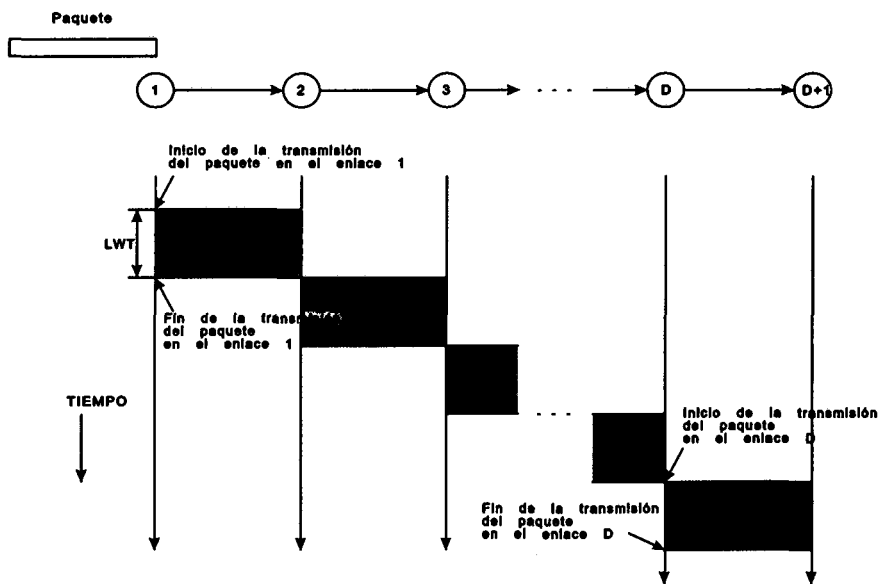 Paquete
1
2
3
. . .
D
D+1
Inicio de la transmisión
del paquete en el enlace 1
LWT
Fin de la transmisión
del paquete
en el enlace 1
TIEMPO
. . .
Inicio de la transmisión
del paquete
en el enlace D
Fin de la transmisión
del paquete
en el enlace D